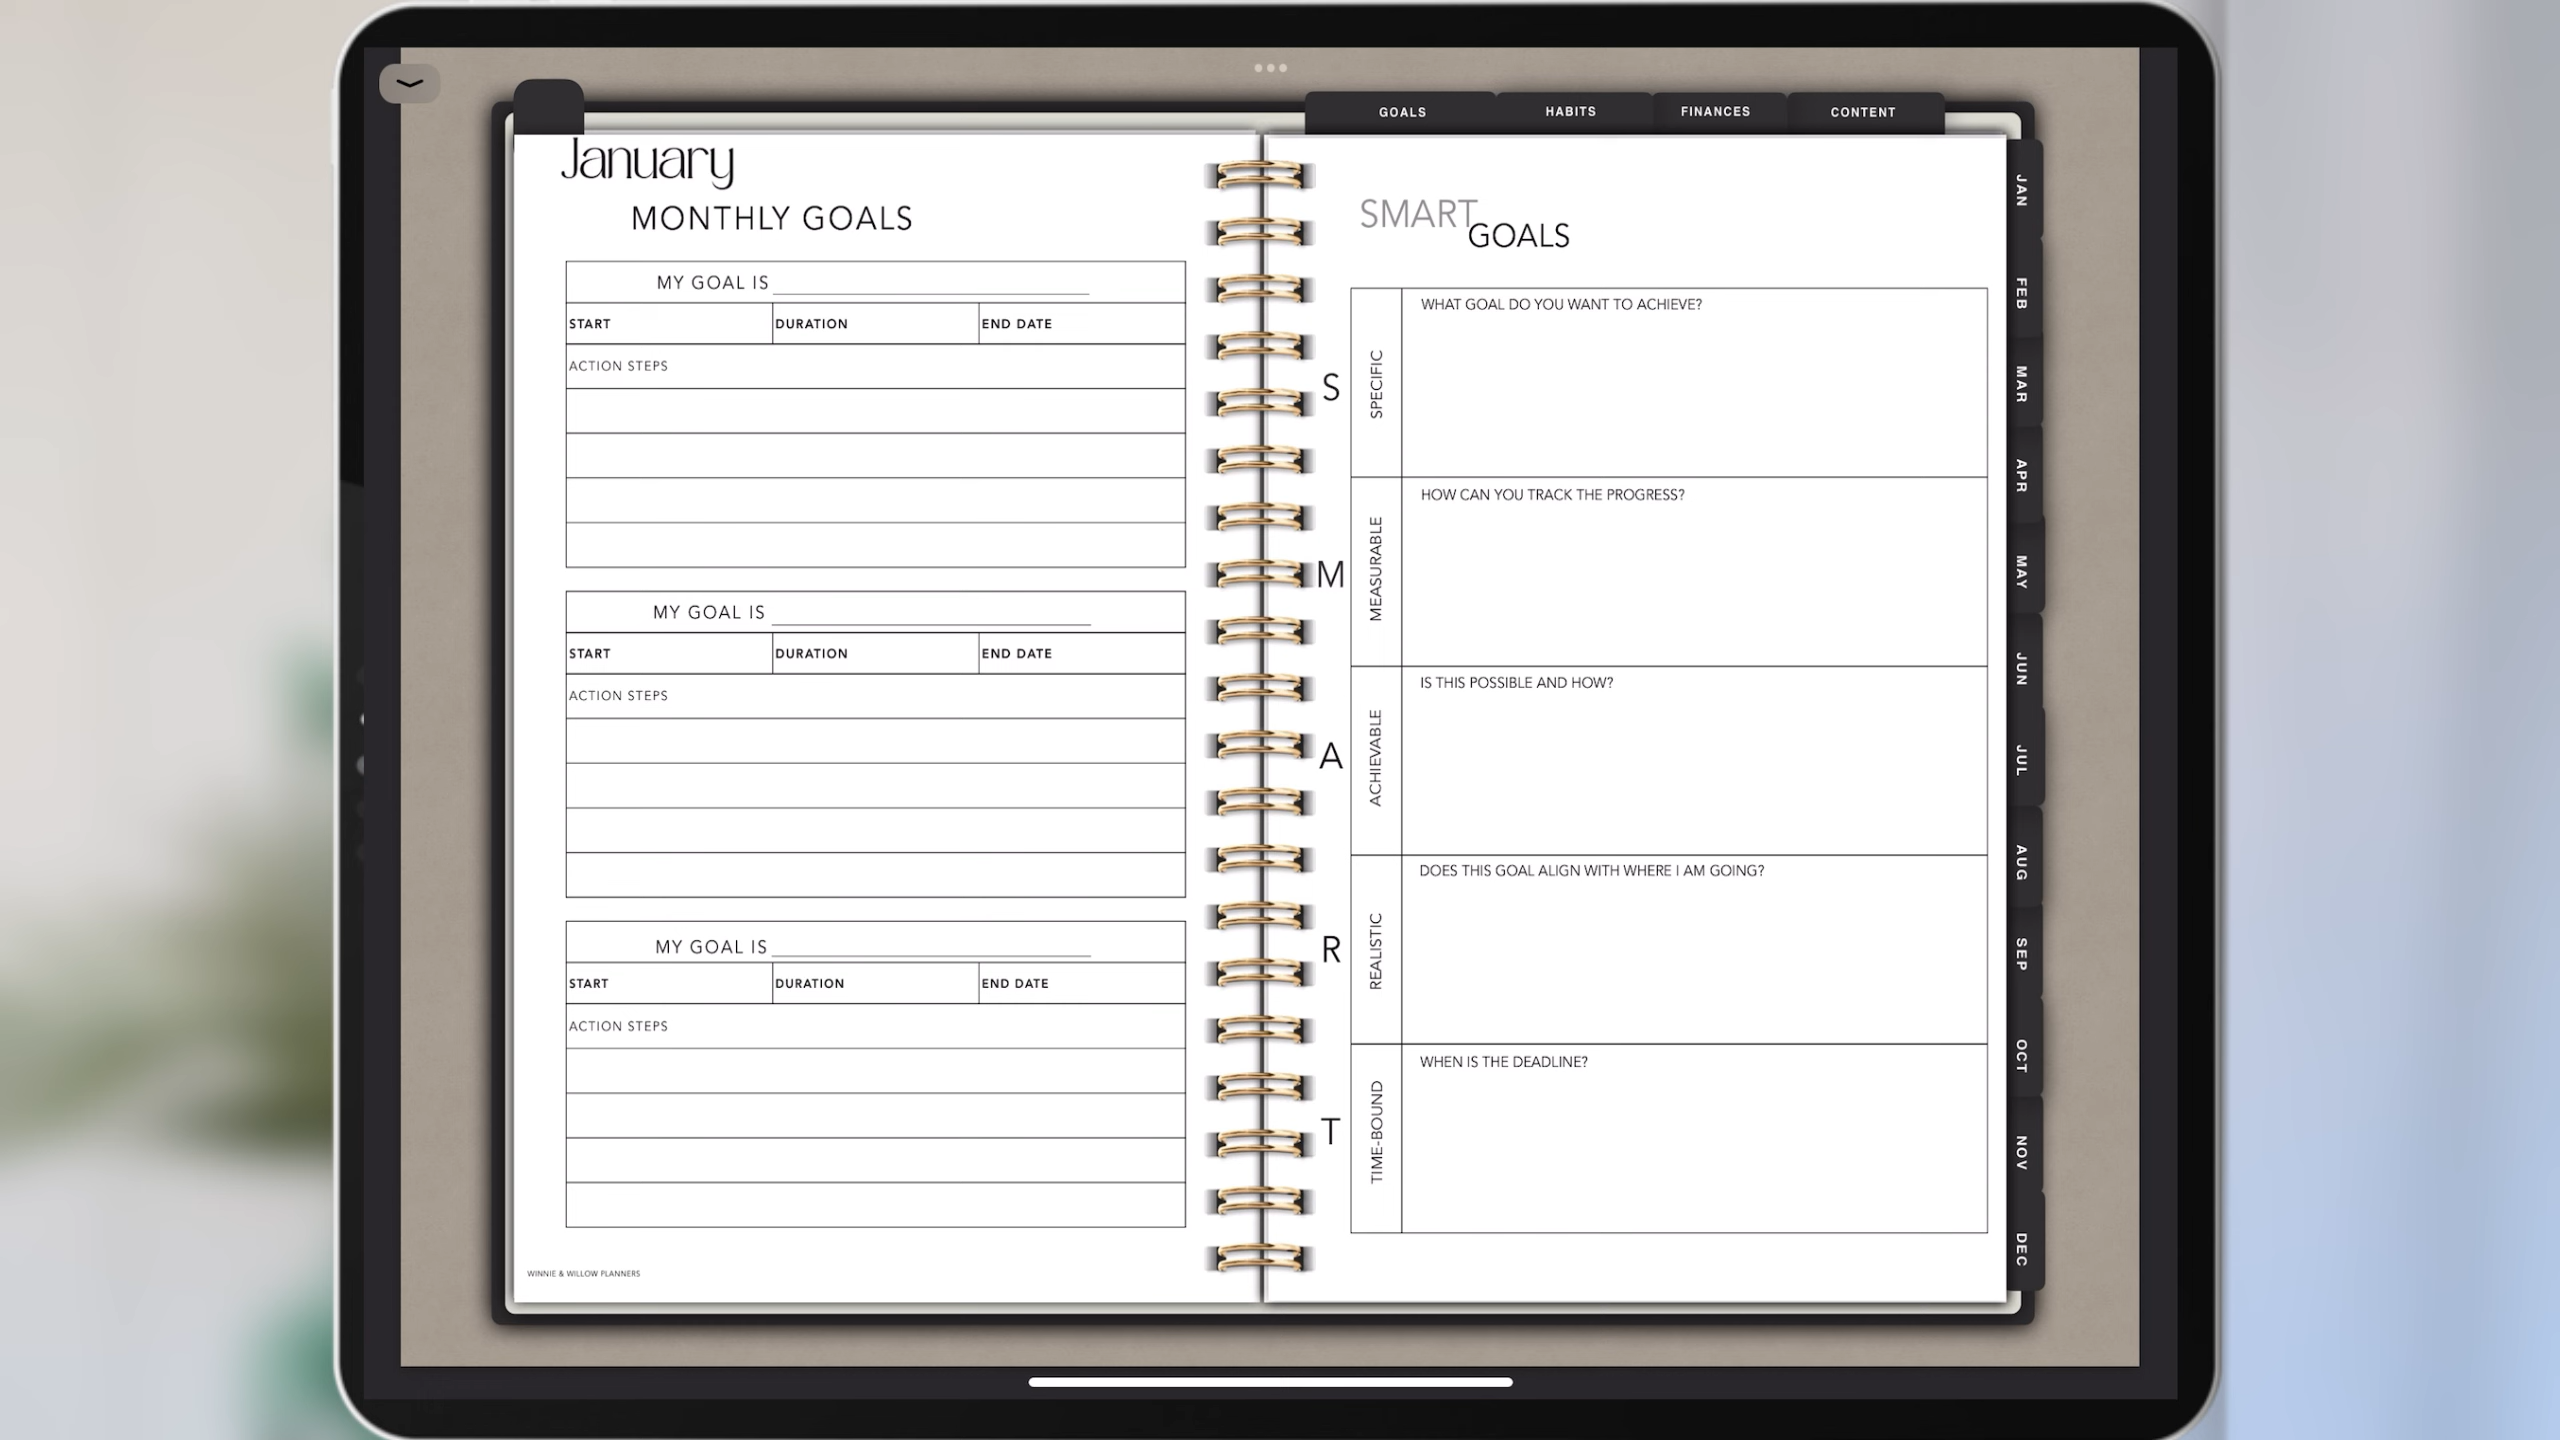 GOALS HABITS FINANCES CONTENT
January
MONTHLY GOALS
MY GOAL IS
START DURATION END DATE
ACTION STEPS
MY GOAL IS
START DURATION END DATE
ACTION STEPS
MY GOAL IS
START DURATION END DATE
ACTION STEPS
WINNIE & WILLOW PLANNERS
SMART
GOALS
S
SPECIFIC
WHAT GOAL DO YOU WANT TO ACHIEVE?
M
MEASURABLE
HOW CAN YOU TRACK THE PROGRESS?
A
ACHIEVABLE
IS THIS POSSIBLE AND HOW?
R
REALISTIC
DOES THIS GOAL ALIGN WITH WHERE I AM GOING?
T
TIME-BOUND
WHEN IS THE DEADLINE?
JAN
FEB
MAR
APR
MAY
JUN
JUL
AUG
SEP
OCT
NOV
DEC